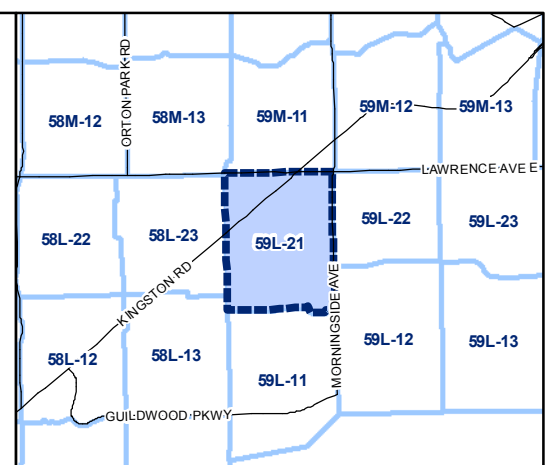 ORTON PARK RD
58M-12
58M-13
59M-11
59M-12
59M-13
LAWRENCE AVE E
58L-22
58L-23
59L-21
59L-22
59L-23
KINGSTON RD
MORNINGSIDE AVE
58L-12
58L-13
59L-11
59L-12
59L-13
GUILDWOOD PKWY